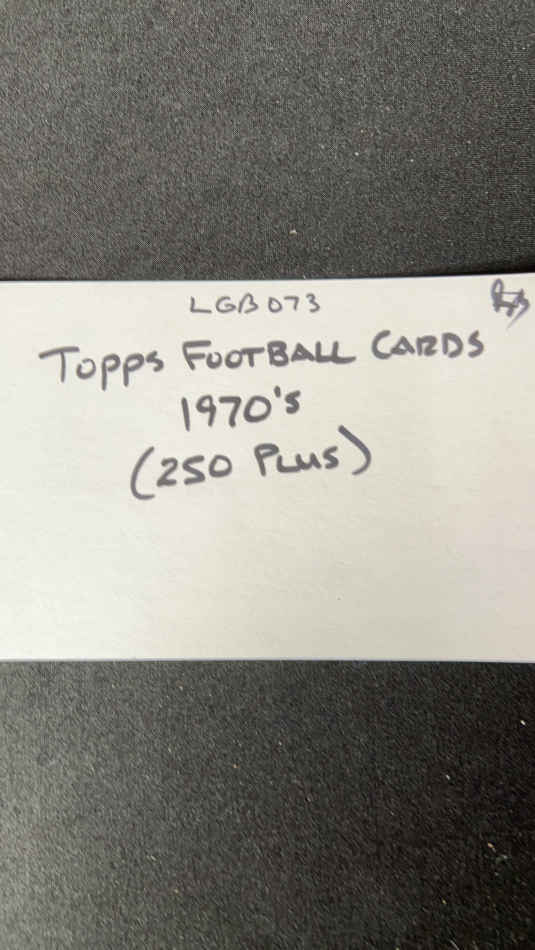 LGB073
Topps FOOTBALL CARDS
1970's
(250 PLUS)